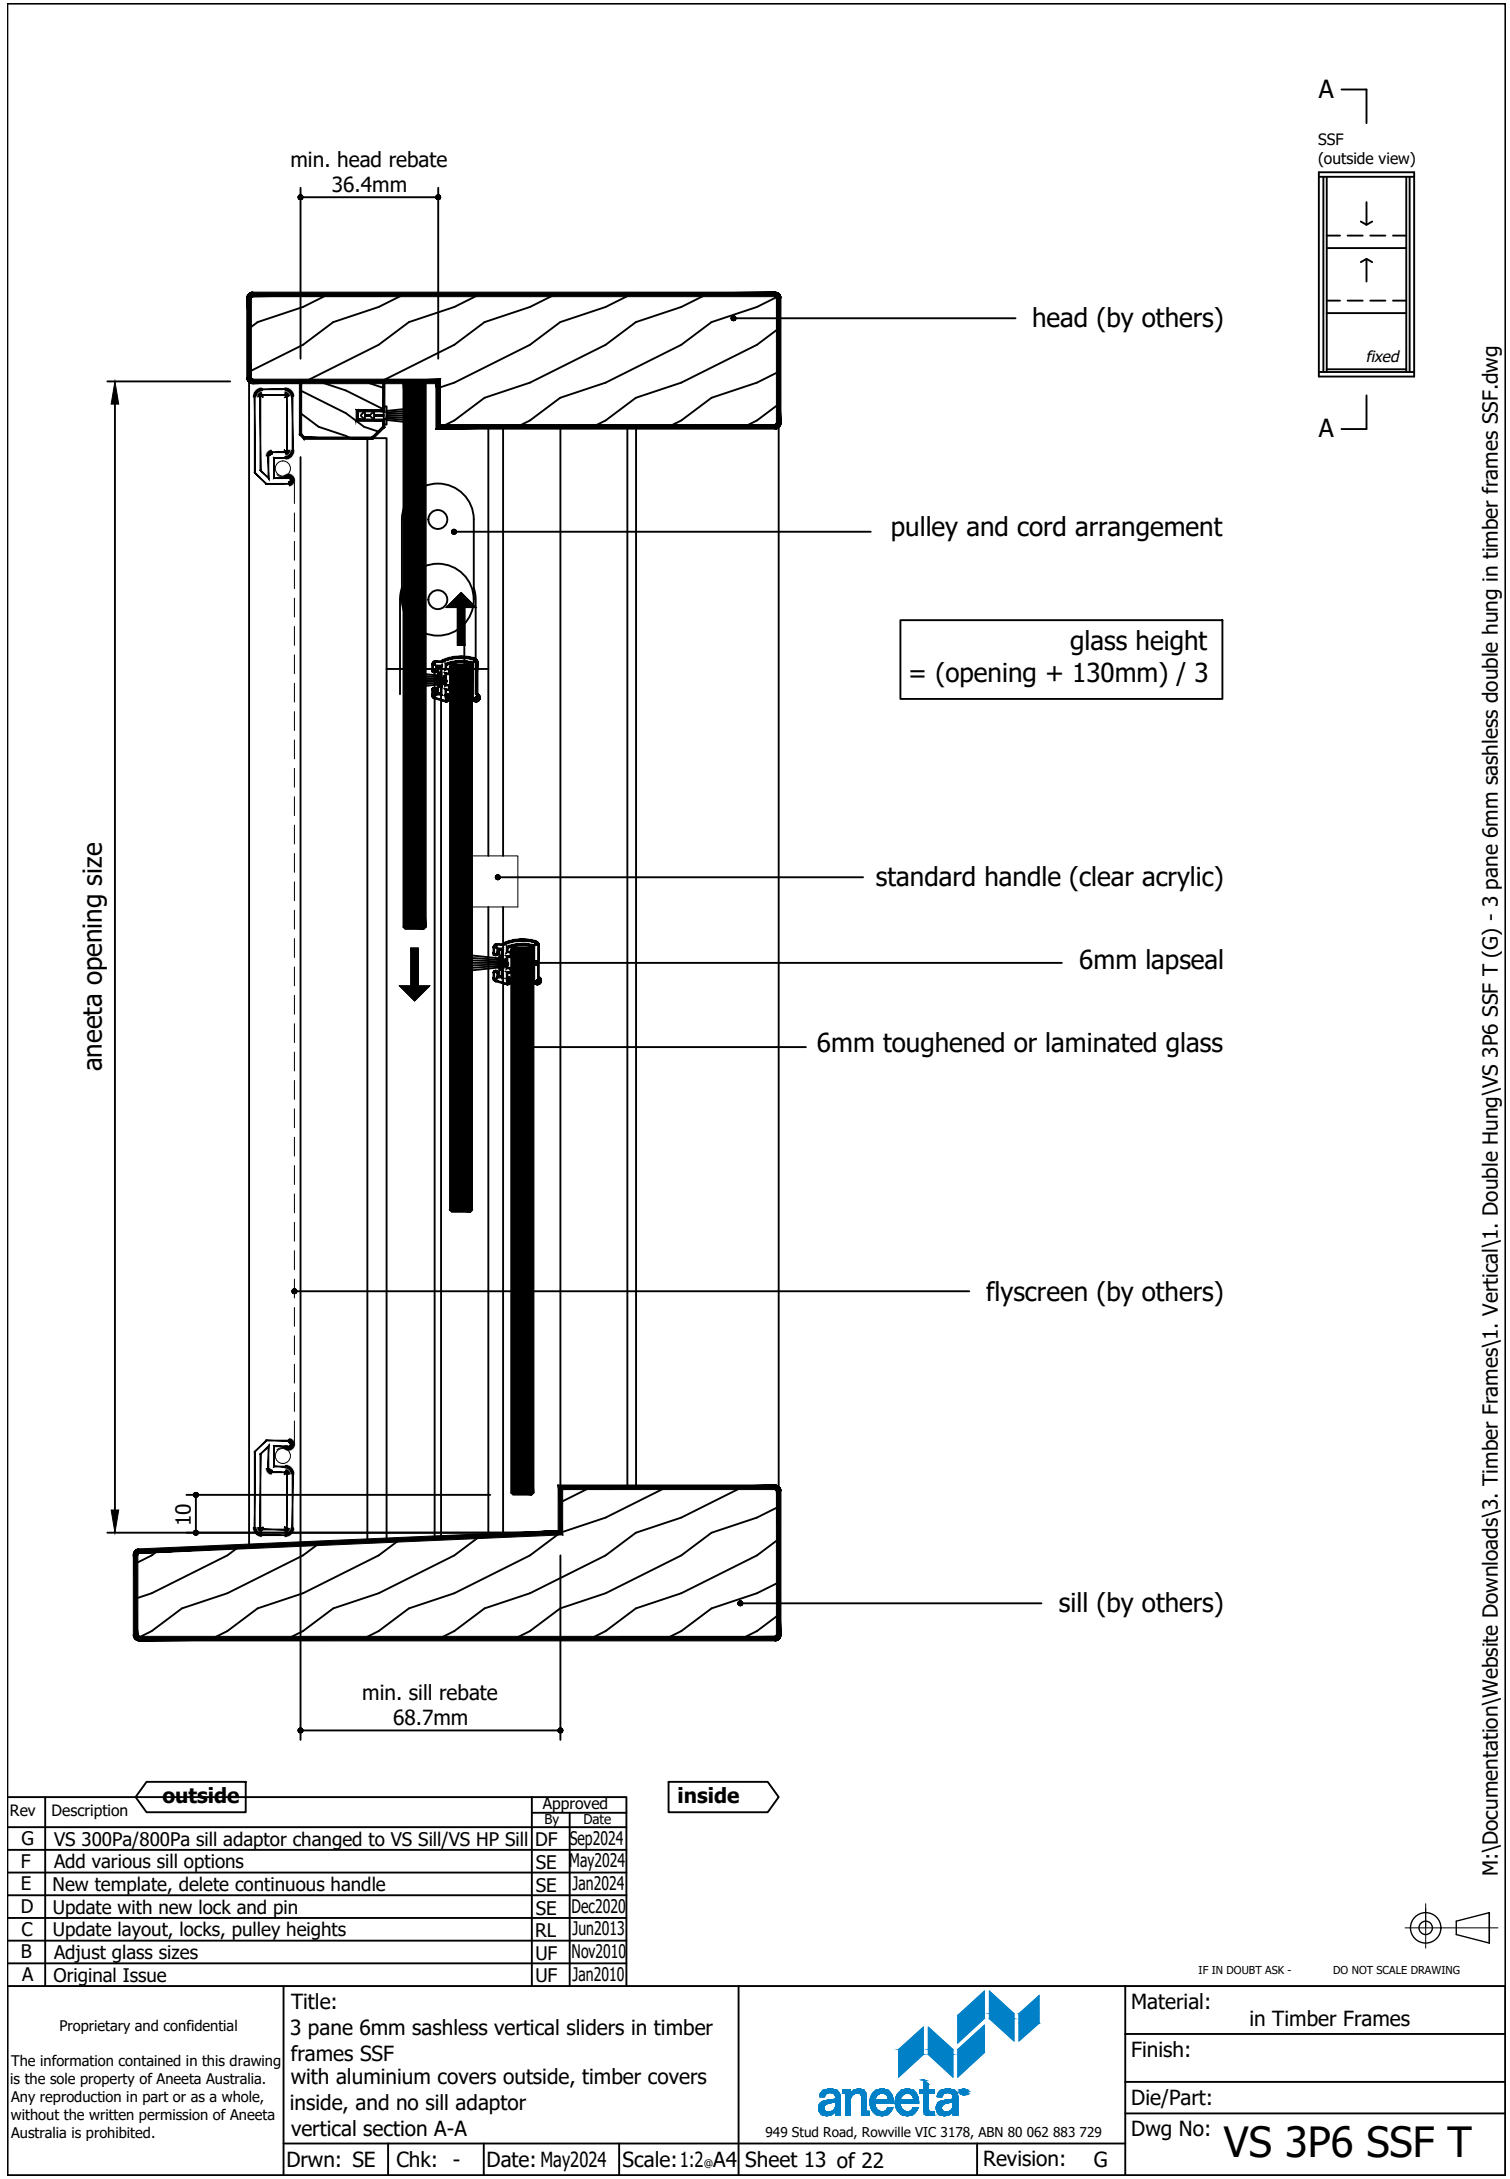 A
SSF
(outside view)
fixed
A
min. head rebate
36.4mm
head (by others)
pulley and cord arrangement
glass height
= (opening + 130mm) / 3
aneeta opening size
standard handle (clear acrylic)
6mm lapseal
6mm toughened or laminated glass
flyscreen (by others)
10
sill (by others)
min. sill rebate
68.7mm
outside
inside
M:\Documentation\Website Downloads\3. Timber Frames\1. Vertical\1. Double Hung\VS 3P6 SSF T (G) - 3 pane 6mm sashless double hung in timber frames SSF.dwg
Rev Description Approved
By Date
G VS 300Pa/800Pa sill adaptor changed to VS Sill/VS HP Sill DF Sep2024
F Add various sill options SE May2024
E New template, delete continuous handle SE Jan2024
D Update with new lock and pin SE Dec2020
C Update layout, locks, pulley heights RL Jun2013
B Adjust glass sizes UF Nov2010
A Original Issue UF Jan2010
IF IN DOUBT ASK - DO NOT SCALE DRAWING
Proprietary and confidential
The information contained in this drawing
is the sole property of Aneeta Australia.
Any reproduction in part or as a whole,
without the written permission of Aneeta
Australia is prohibited.
Title:
3 pane 6mm sashless vertical sliders in timber
frames SSF
with aluminium covers outside, timber covers
inside, and no sill adaptor
vertical section A-A
Drwn: SE Chk: - Date: May2024 Scale: 1:2@A4 Sheet 13 of 22 Revision: G
aneeta
949 Stud Road, Rowville VIC 3178, ABN 80 062 883 729
Material:
in Timber Frames
Finish:
Die/Part:
Dwg No: VS 3P6 SSF T